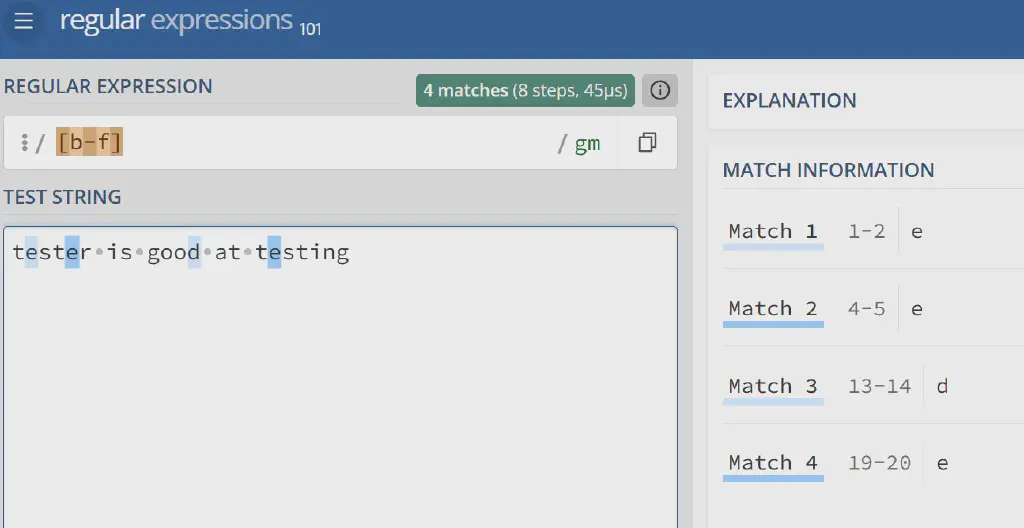 regular expressions 101
REGULAR EXPRESSION
4 matches (8 steps, 45µs)
/ [b-f] / gm
TEST STRING
tester·is·good·at·testing
EXPLANATION
MATCH INFORMATION
Match 1 1-2 e
Match 2 4-5 e
Match 3 13-14 d
Match 4 19-20 e